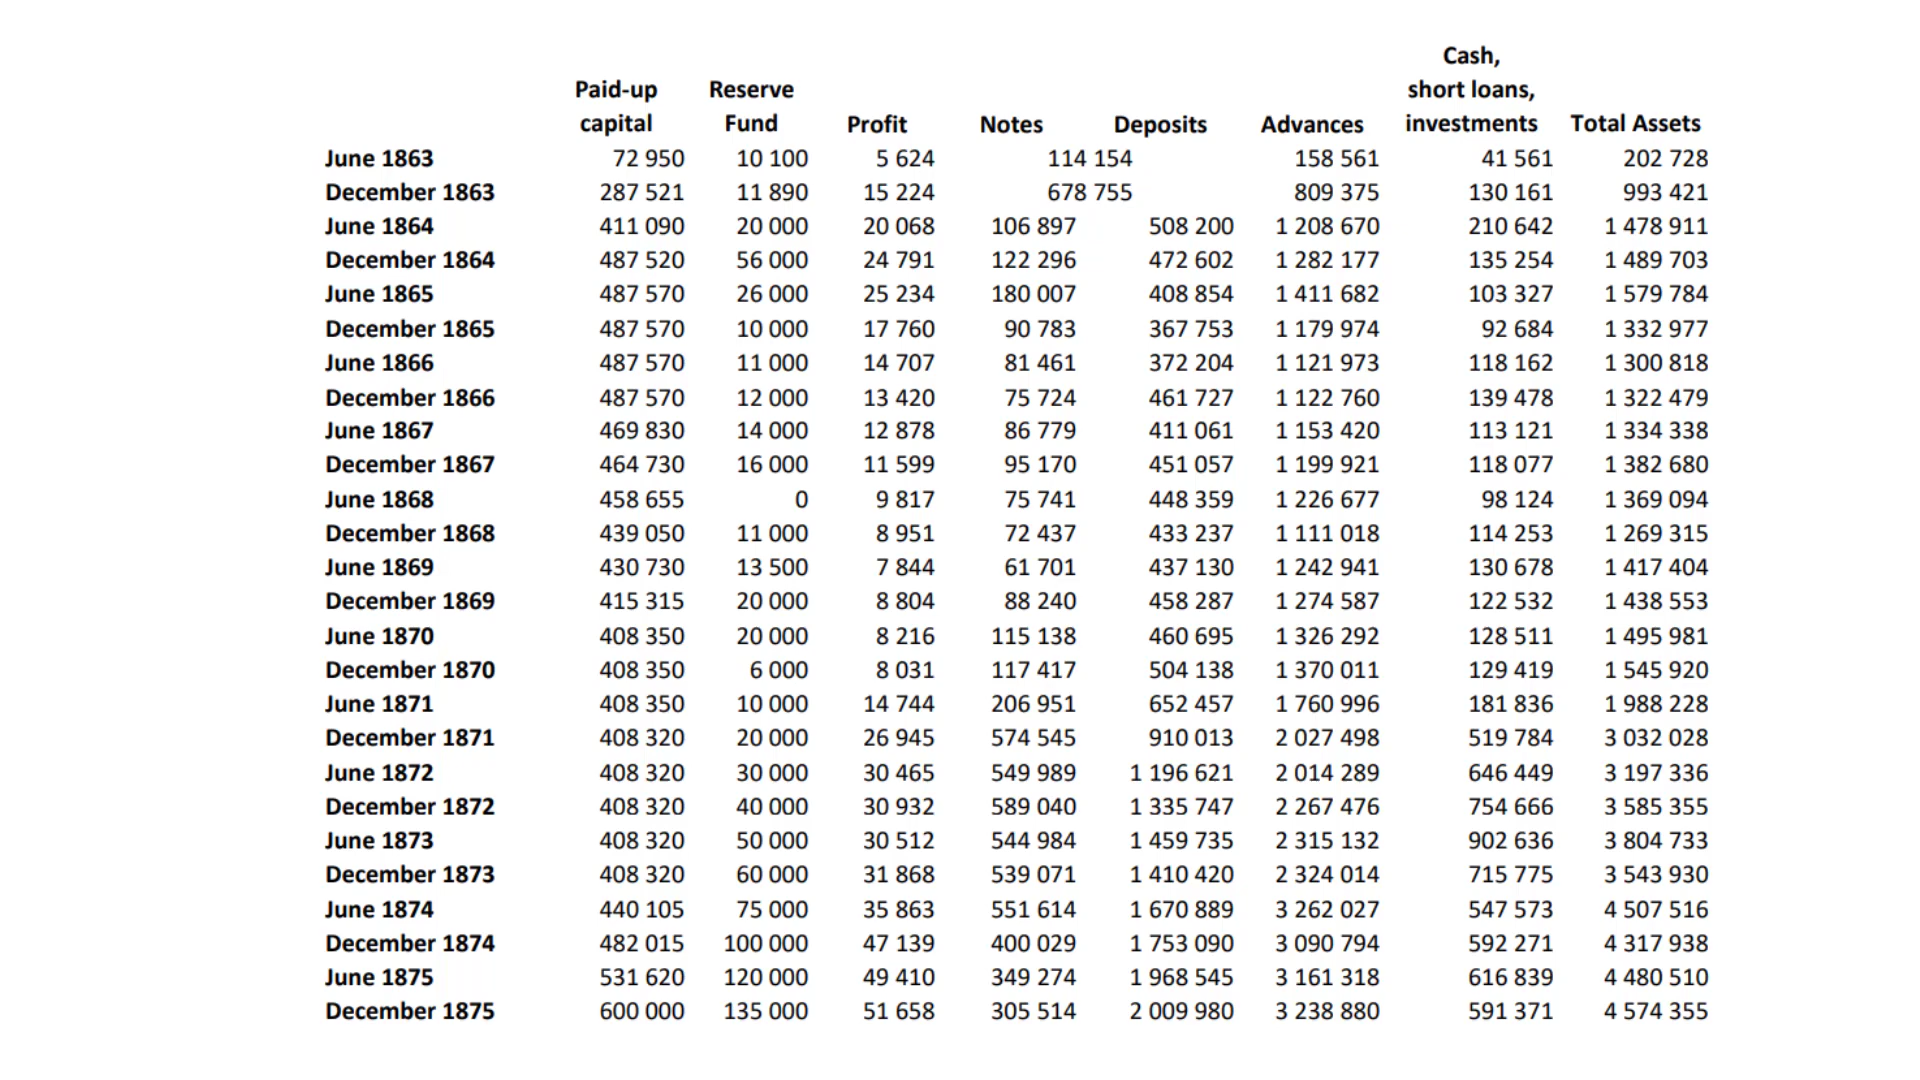 Cash,
Paid-up Reserve short loans,
capital Fund Profit Notes Deposits Advances investments Total Assets
June 1863 72 950 10 100 5 624 114 154 158 561 41 561 202 728
December 1863 287 521 11 890 15 224 678 755 809 375 130 161 993 421
June 1864 411 090 20 000 20 068 106 897 508 200 1 208 670 210 642 1 478 911
December 1864 487 520 56 000 24 791 122 296 472 602 1 282 177 135 254 1 489 703
June 1865 487 570 26 000 25 234 180 007 408 854 1 411 682 103 327 1 579 784
December 1865 487 570 10 000 17 760 90 783 367 753 1 179 974 92 684 1 332 977
June 1866 487 570 11 000 14 707 81 461 372 204 1 121 973 118 162 1 300 818
December 1866 487 570 12 000 13 420 75 724 461 727 1 122 760 139 478 1 322 479
June 1867 469 830 14 000 12 878 86 779 411 061 1 153 420 113 121 1 334 338
December 1867 464 730 16 000 11 599 95 170 451 057 1 199 921 118 077 1 382 680
June 1868 458 655 0 9 817 75 741 448 359 1 226 677 98 124 1 369 094
December 1868 439 050 11 000 8 951 72 437 433 237 1 111 018 114 253 1 269 315
June 1869 430 730 13 500 7 844 61 701 437 130 1 242 941 130 678 1 417 404
December 1869 415 315 20 000 8 804 88 240 458 287 1 274 587 122 532 1 438 553
June 1870 408 350 20 000 8 216 115 138 460 695 1 326 292 128 511 1 495 981
December 1870 408 350 6 000 8 031 117 417 504 138 1 370 011 129 419 1 545 920
June 1871 408 350 10 000 14 744 206 951 652 457 1 760 996 181 836 1 988 228
December 1871 408 320 20 000 26 945 574 545 910 013 2 027 498 519 784 3 032 028
June 1872 408 320 30 000 30 465 549 989 1 196 621 2 014 289 646 449 3 197 336
December 1872 408 320 40 000 30 932 589 040 1 335 747 2 267 476 754 666 3 585 355
June 1873 408 320 50 000 30 512 544 984 1 459 735 2 315 132 902 636 3 804 733
December 1873 408 320 60 000 31 868 539 071 1 410 420 2 324 014 715 775 3 543 930
June 1874 440 105 75 000 35 863 551 614 1 670 889 3 262 027 547 573 4 507 516
December 1874 482 015 100 000 47 139 400 029 1 753 090 3 090 794 592 271 4 317 938
June 1875 531 620 120 000 49 410 349 274 1 968 545 3 161 318 616 839 4 480 510
December 1875 600 000 135 000 51 658 305 514 2 009 980 3 238 880 591 371 4 574 355